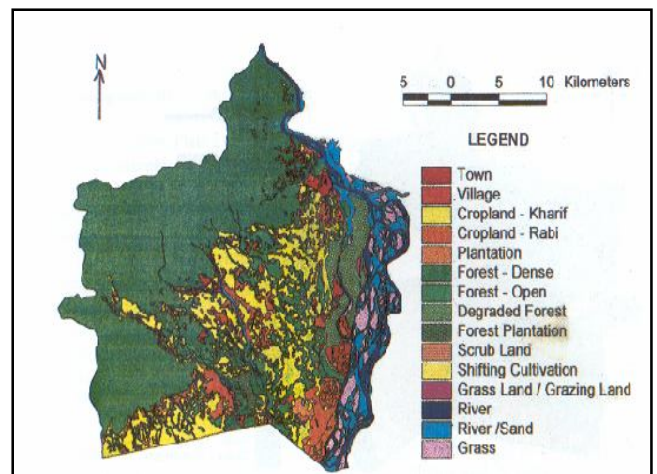 N
5 0 5 10 Kilometers
LEGEND
Town
Village
Cropland - Kharif
Cropland - Rabi
Plantation
Forest - Dense
Forest - Open
Degraded Forest
Forest Plantation
Scrub Land
Shifting Cultivation
Grass Land / Grazing Land
River
River /Sand
Grass